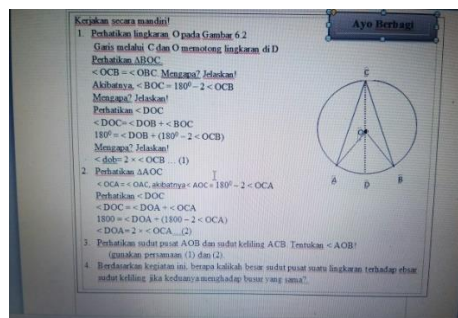 Kerjakan secara mandiri!
Ayo Berbagi
1. Perhatikan lingkaran O pada Gambar 6.2
Garis melalui C dan O memotong lingkaran di D
Perhatikan ΔBOC.
< OCB = < OBC. Mengapa? Jelaskan!
Akibatnya, < BOC = 180⁰ – 2 < OCB
Mengapa? Jelaskan!
Perhatikan < DOC
< DOC= < DOB + < BOC
180⁰ = < DOB + (180⁰ – 2 < OCB)
Mengapa? Jelaskan!
< dob= 2 × < OCB ... (1)
2. Perhatikan ΔAOC
< OCA = < OAC, akibatnya < AOC = 180⁰ – 2 < OCA
Perhatikan < DOC
< DOC = < DOA + < OCA
1800 = < DOA + (1800 – 2 < OCA)
< DOA= 2 × < OCA...(2)
3. Perhatikan sudut pusat AOB dan sudut keliling ACB. Tentukan < AOB!
(gunakan persamaan (1) dan (2).
4. Berdasarkan kegiatan ini, berapa kalikah besar sudut pusat suatu lingkaran terhadap ebsar
sudut keliling jika keduanya menghadap busur yang sama?
C
O
A
D
B